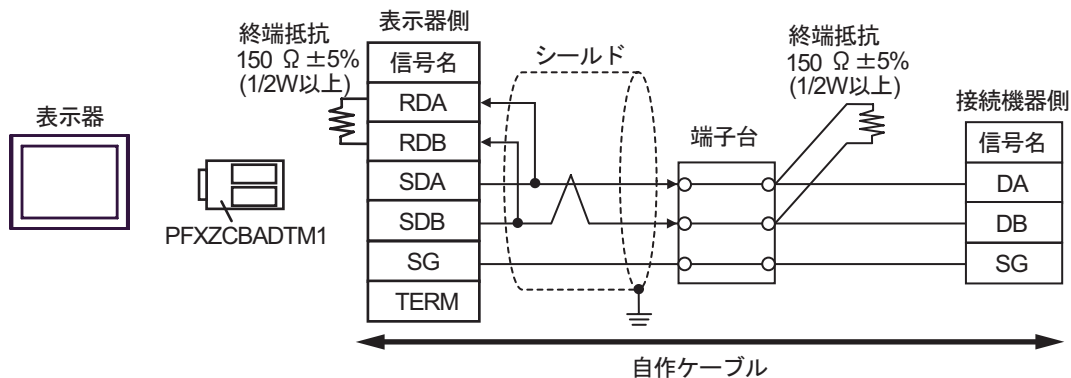 表示器
PFXZCBADTM1
終端抵抗
150 Ω ±5%
(1/2W以上)
表示器側
信号名
RDA
RDB
SDA
SDB
SG
TERM
シールド
端子台
終端抵抗
150 Ω ±5%
(1/2W以上)
接続機器側
信号名
DA
DB
SG
自作ケーブル